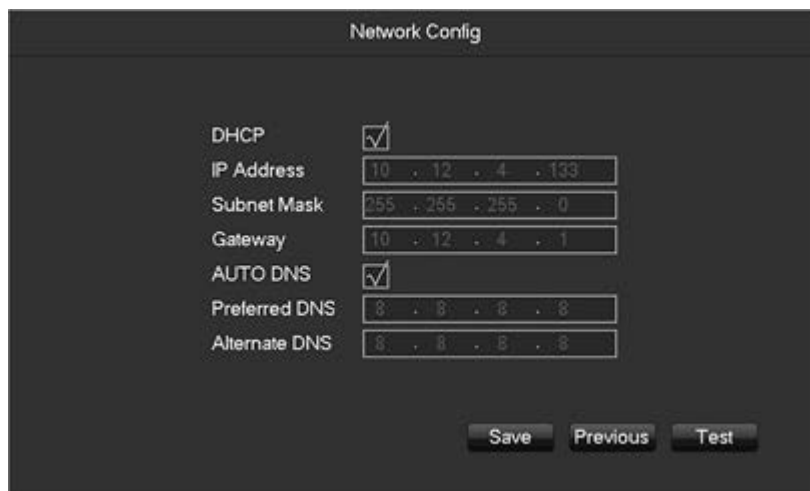 Network Config
DHCP
IP Address 10 . 12 . 4 . 133
Subnet Mask 255 . 255 . 255 . 0
Gateway 10 . 12 . 4 . 1
AUTO DNS
Preferred DNS 8 . 8 . 8 . 8
Alternate DNS 8 . 8 . 8 . 8
Save Previous Test